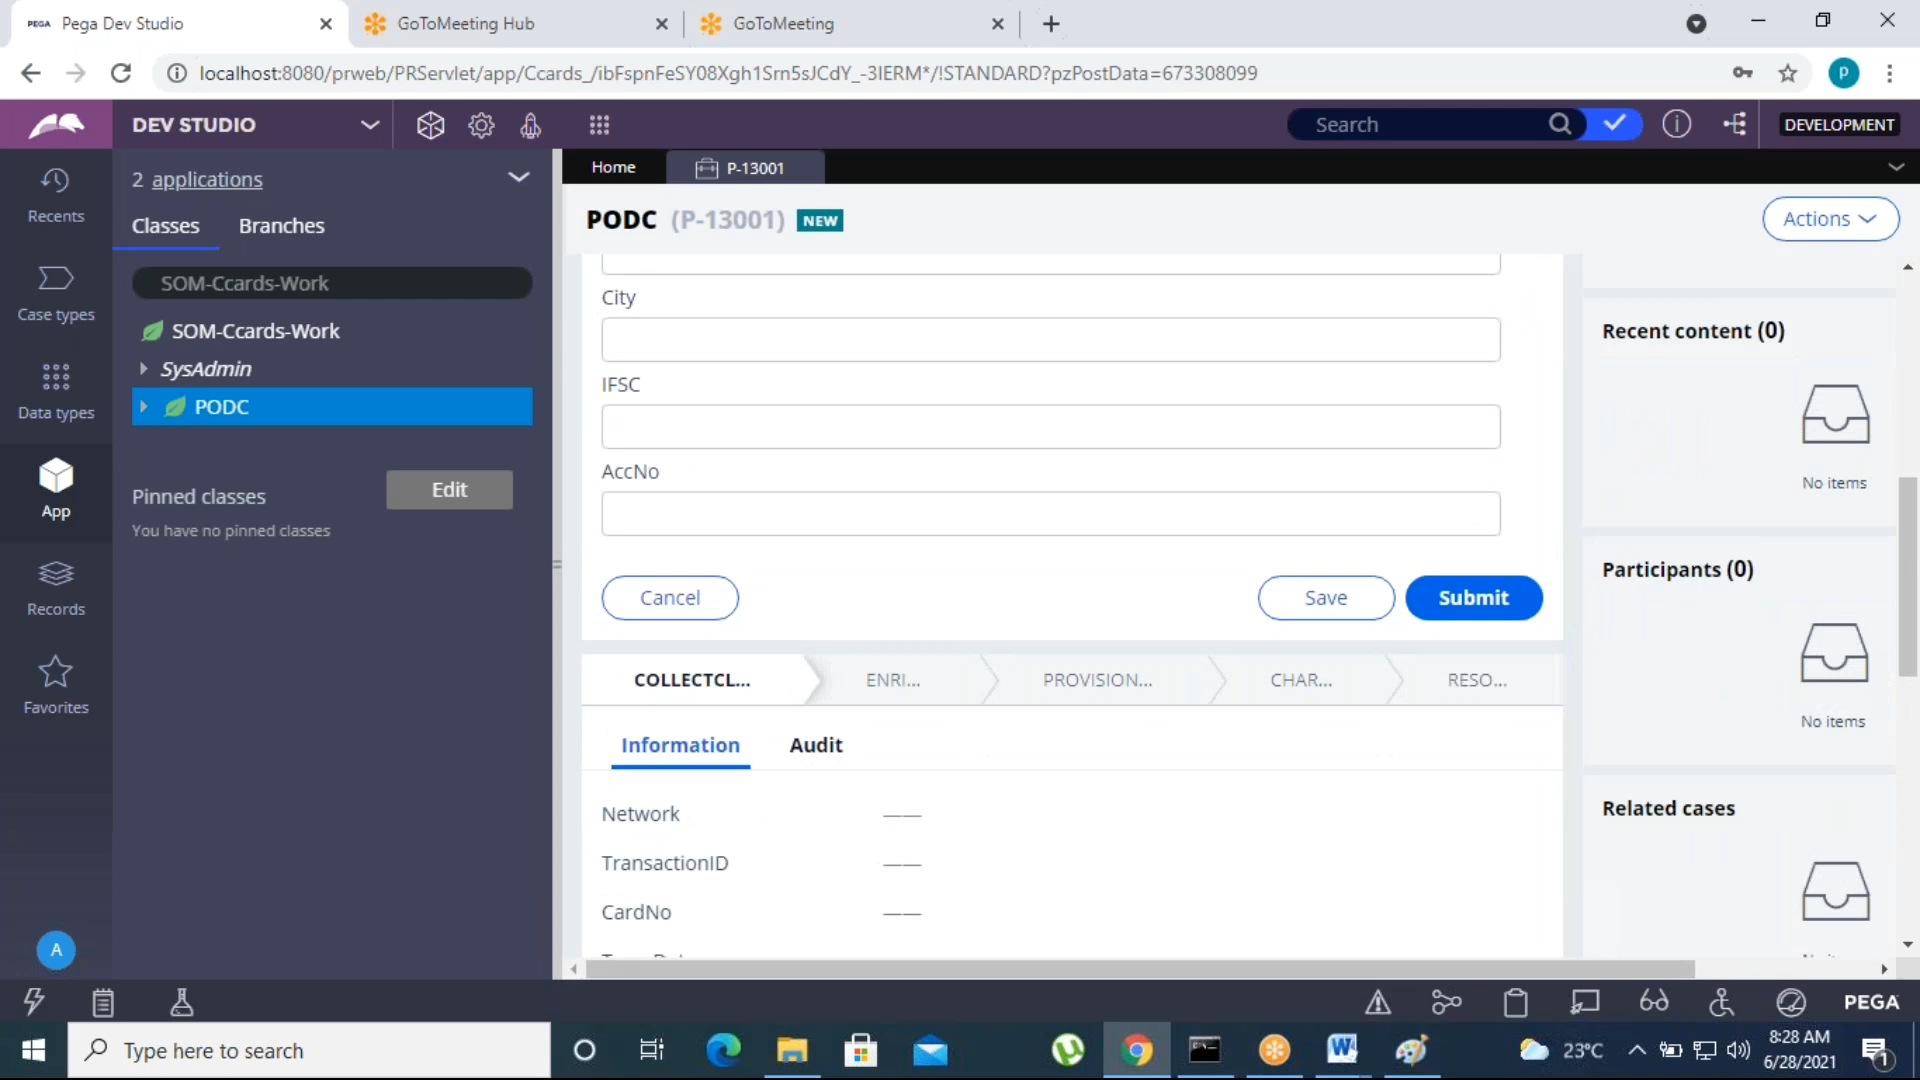 PEGA Pega Dev Studio
GoToMeeting Hub
GoToMeeting
localhost:8080/prweb/PRServlet/app/Ccards_/ibFspnFeSY08Xgh1Srn5sJCdY_-3IERM*/!STANDARD?pzPostData=673308099
P
DEV STUDIO
Search
DEVELOPMENT
Recents
Case types
Data types
App
Records
Favorites
A
2 applications
Classes Branches
SOM-Ccards-Work
SOM-Ccards-Work
SysAdmin
PODC
Pinned classes Edit
You have no pinned classes
Home P-13001
PODC (P-13001) NEW
Actions
City
IFSC
AccNo
Cancel Save Submit
COLLECTCL... ENRI... PROVISION... CHAR... RESO...
Information Audit
Network ——
TransactionID ——
CardNo ——
Recent content (0)
No items
Participants (0)
No items
Related cases
PEGA
Type here to search
23°C
8:28 AM
6/28/2021
1